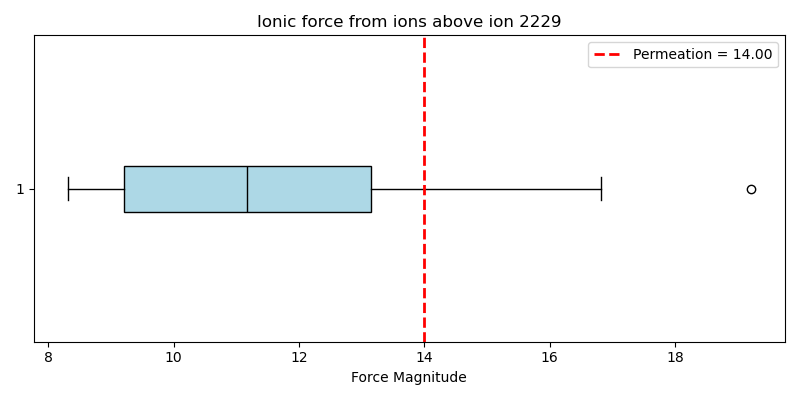 Ionic force from ions above ion 2229
Permeation = 14.00
1
8 10 12 14 16 18
Force Magnitude